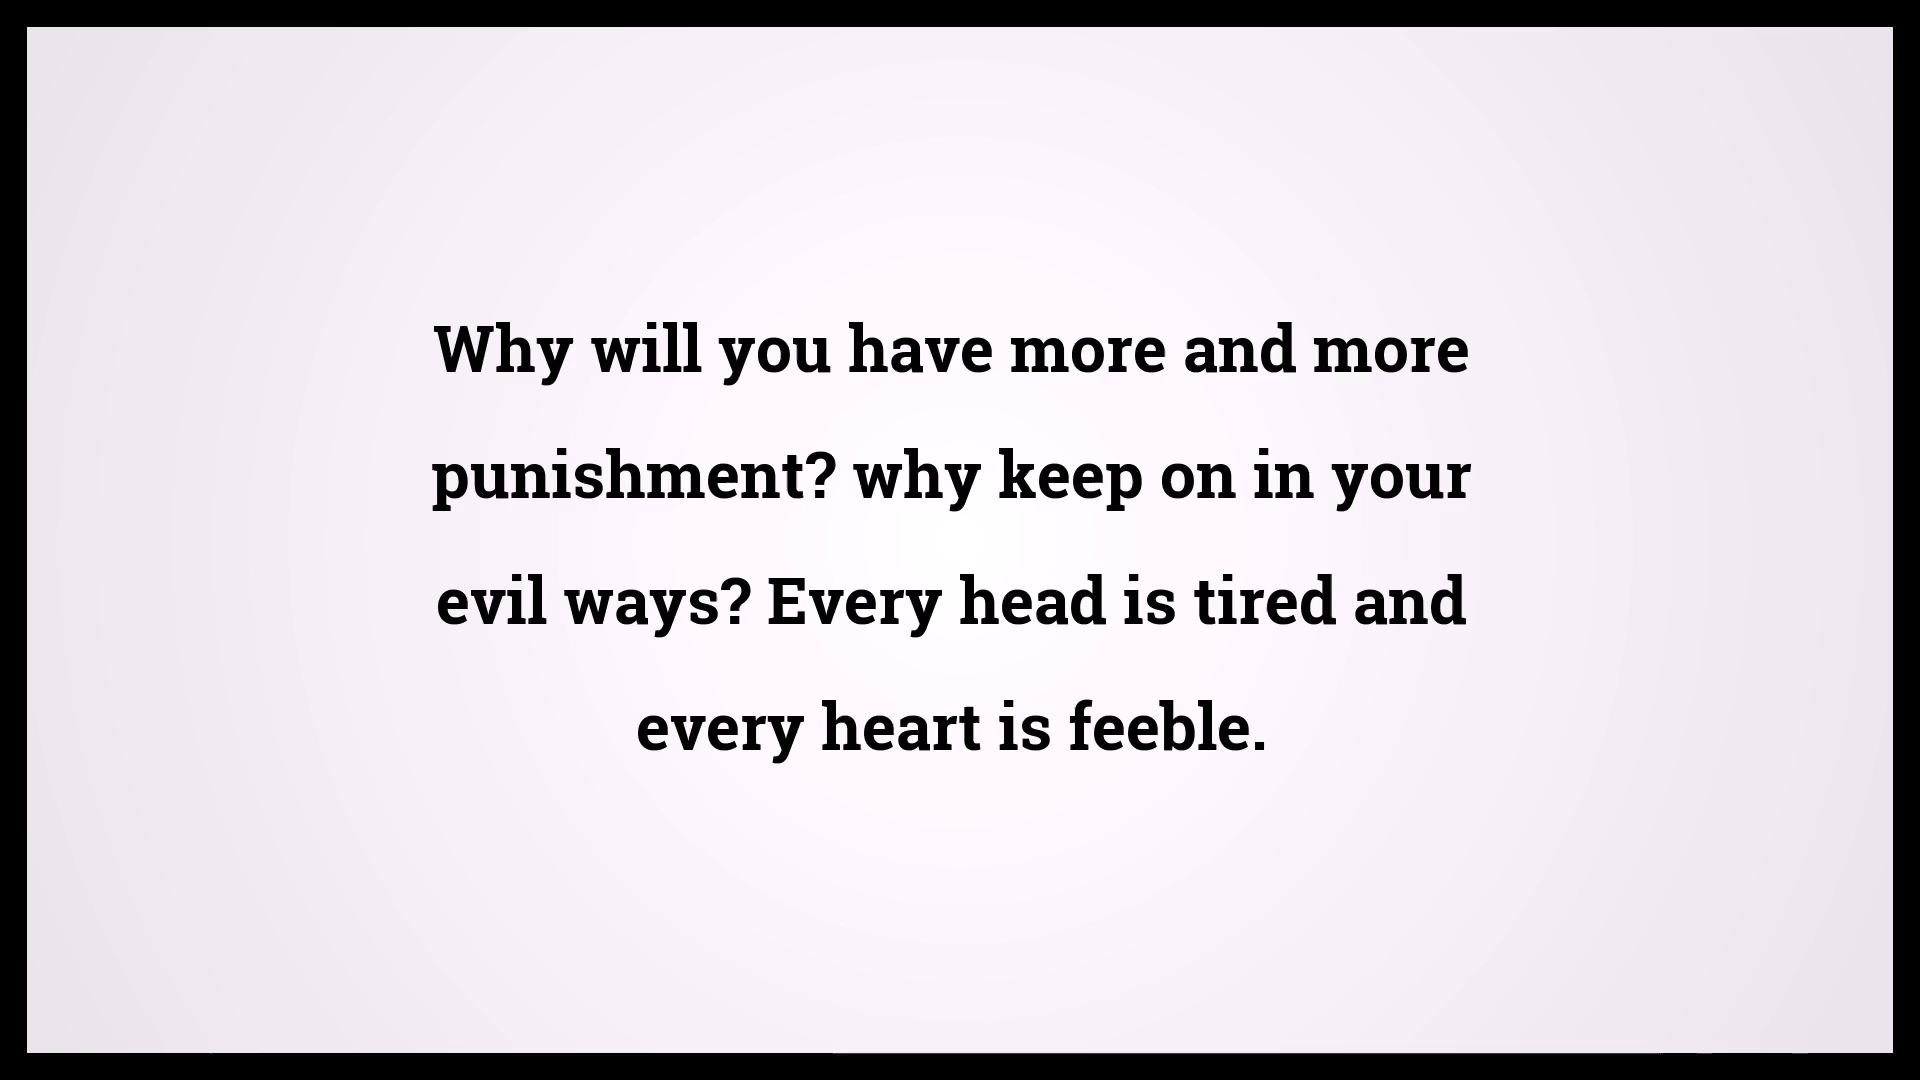 Why will you have more and more
punishment? why keep on in your
evil ways? Every head is tired and
every heart is feeble.